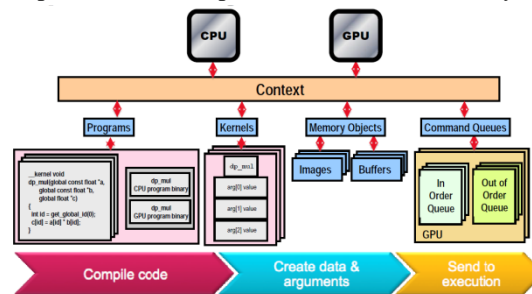 CPU
GPU
Context
Programs
Kernels
Memory Objects
Command Queues
__kernel void
dp_mul(global const float *a,
global const float *b,
global float *c)
{
int id = get_global_id(0);
c[id] = a[id] * b[id];
}
dp_mul
CPU program binary
dp_mul
GPU program binary
arg[0] value
arg[1] value
arg[2] value
Images
Buffers
In
Order
Queue
Out of
Order
Queue
GPU
Compile code
Create data &
arguments
Send to
execution